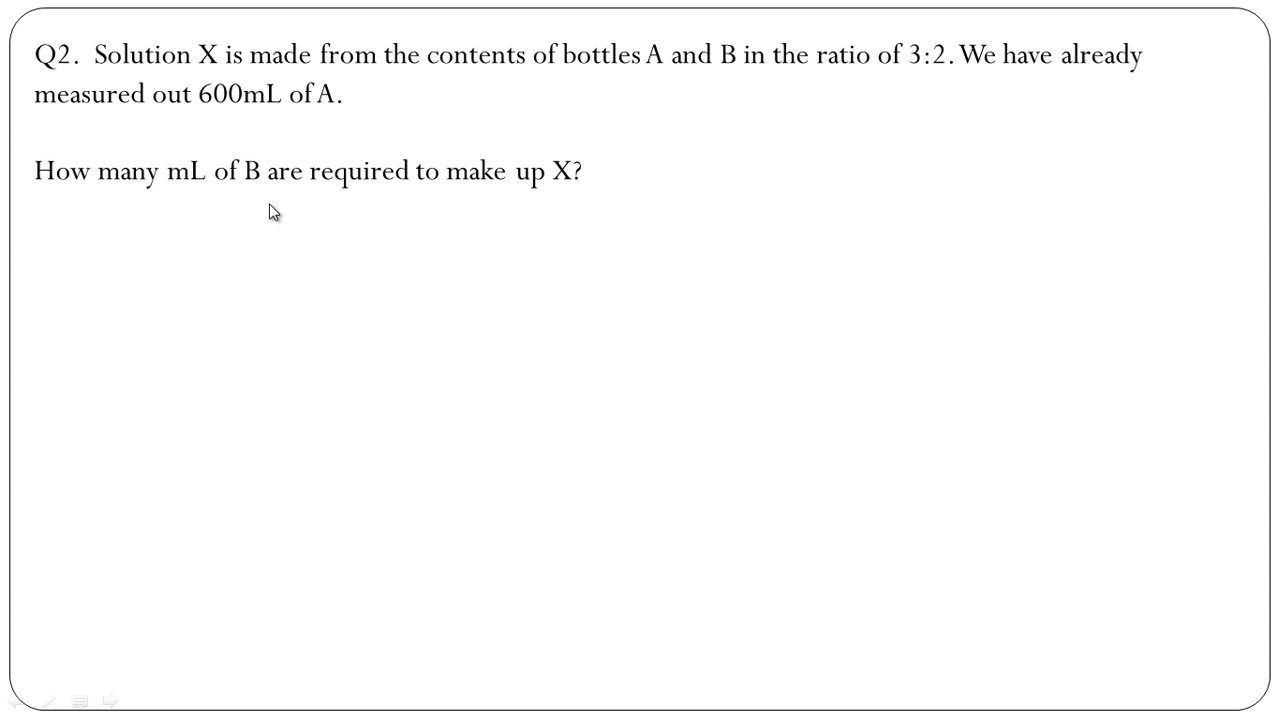 Q2. Solution X is made from the contents of bottles A and B in the ratio of 3:2. We have already
measured out 600mL of A.
How many mL of B are required to make up X?